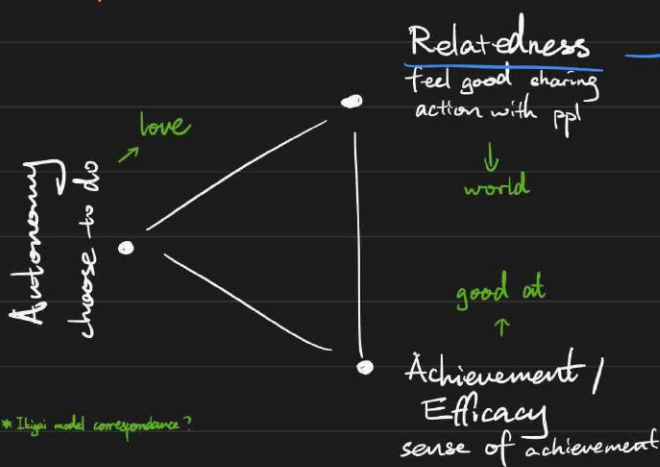 Relatedness
feel good sharing
action with ppl
world
love
Autonomy
choose to do
good at
Achievement /
Efficacy
sense of achievement
* Ikigai model correspondance?